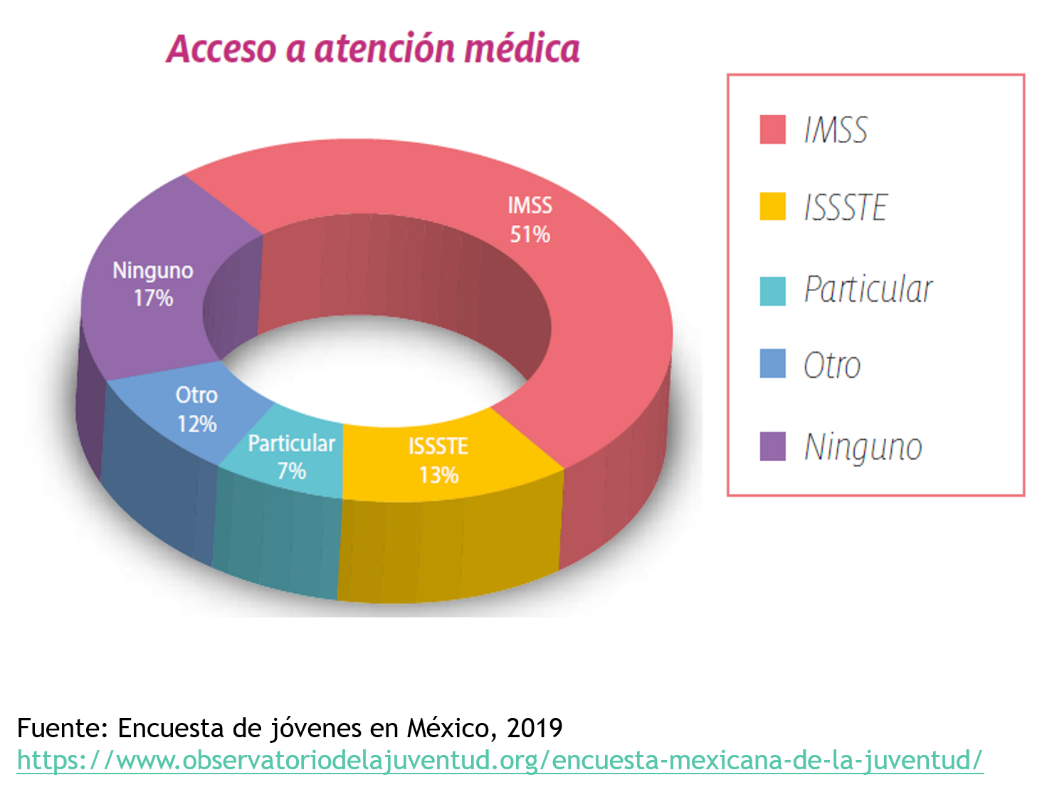 Acceso a atención médica
IMSS
51%
Ninguno
17%
Otro
12%
Particular
7%
ISSSTE
13%
IMSS
ISSSTE
Particular
Otro
Ninguno
Fuente: Encuesta de jóvenes en México, 2019
https://www.observatoriodelajuventud.org/encuesta-mexicana-de-la-juventud/